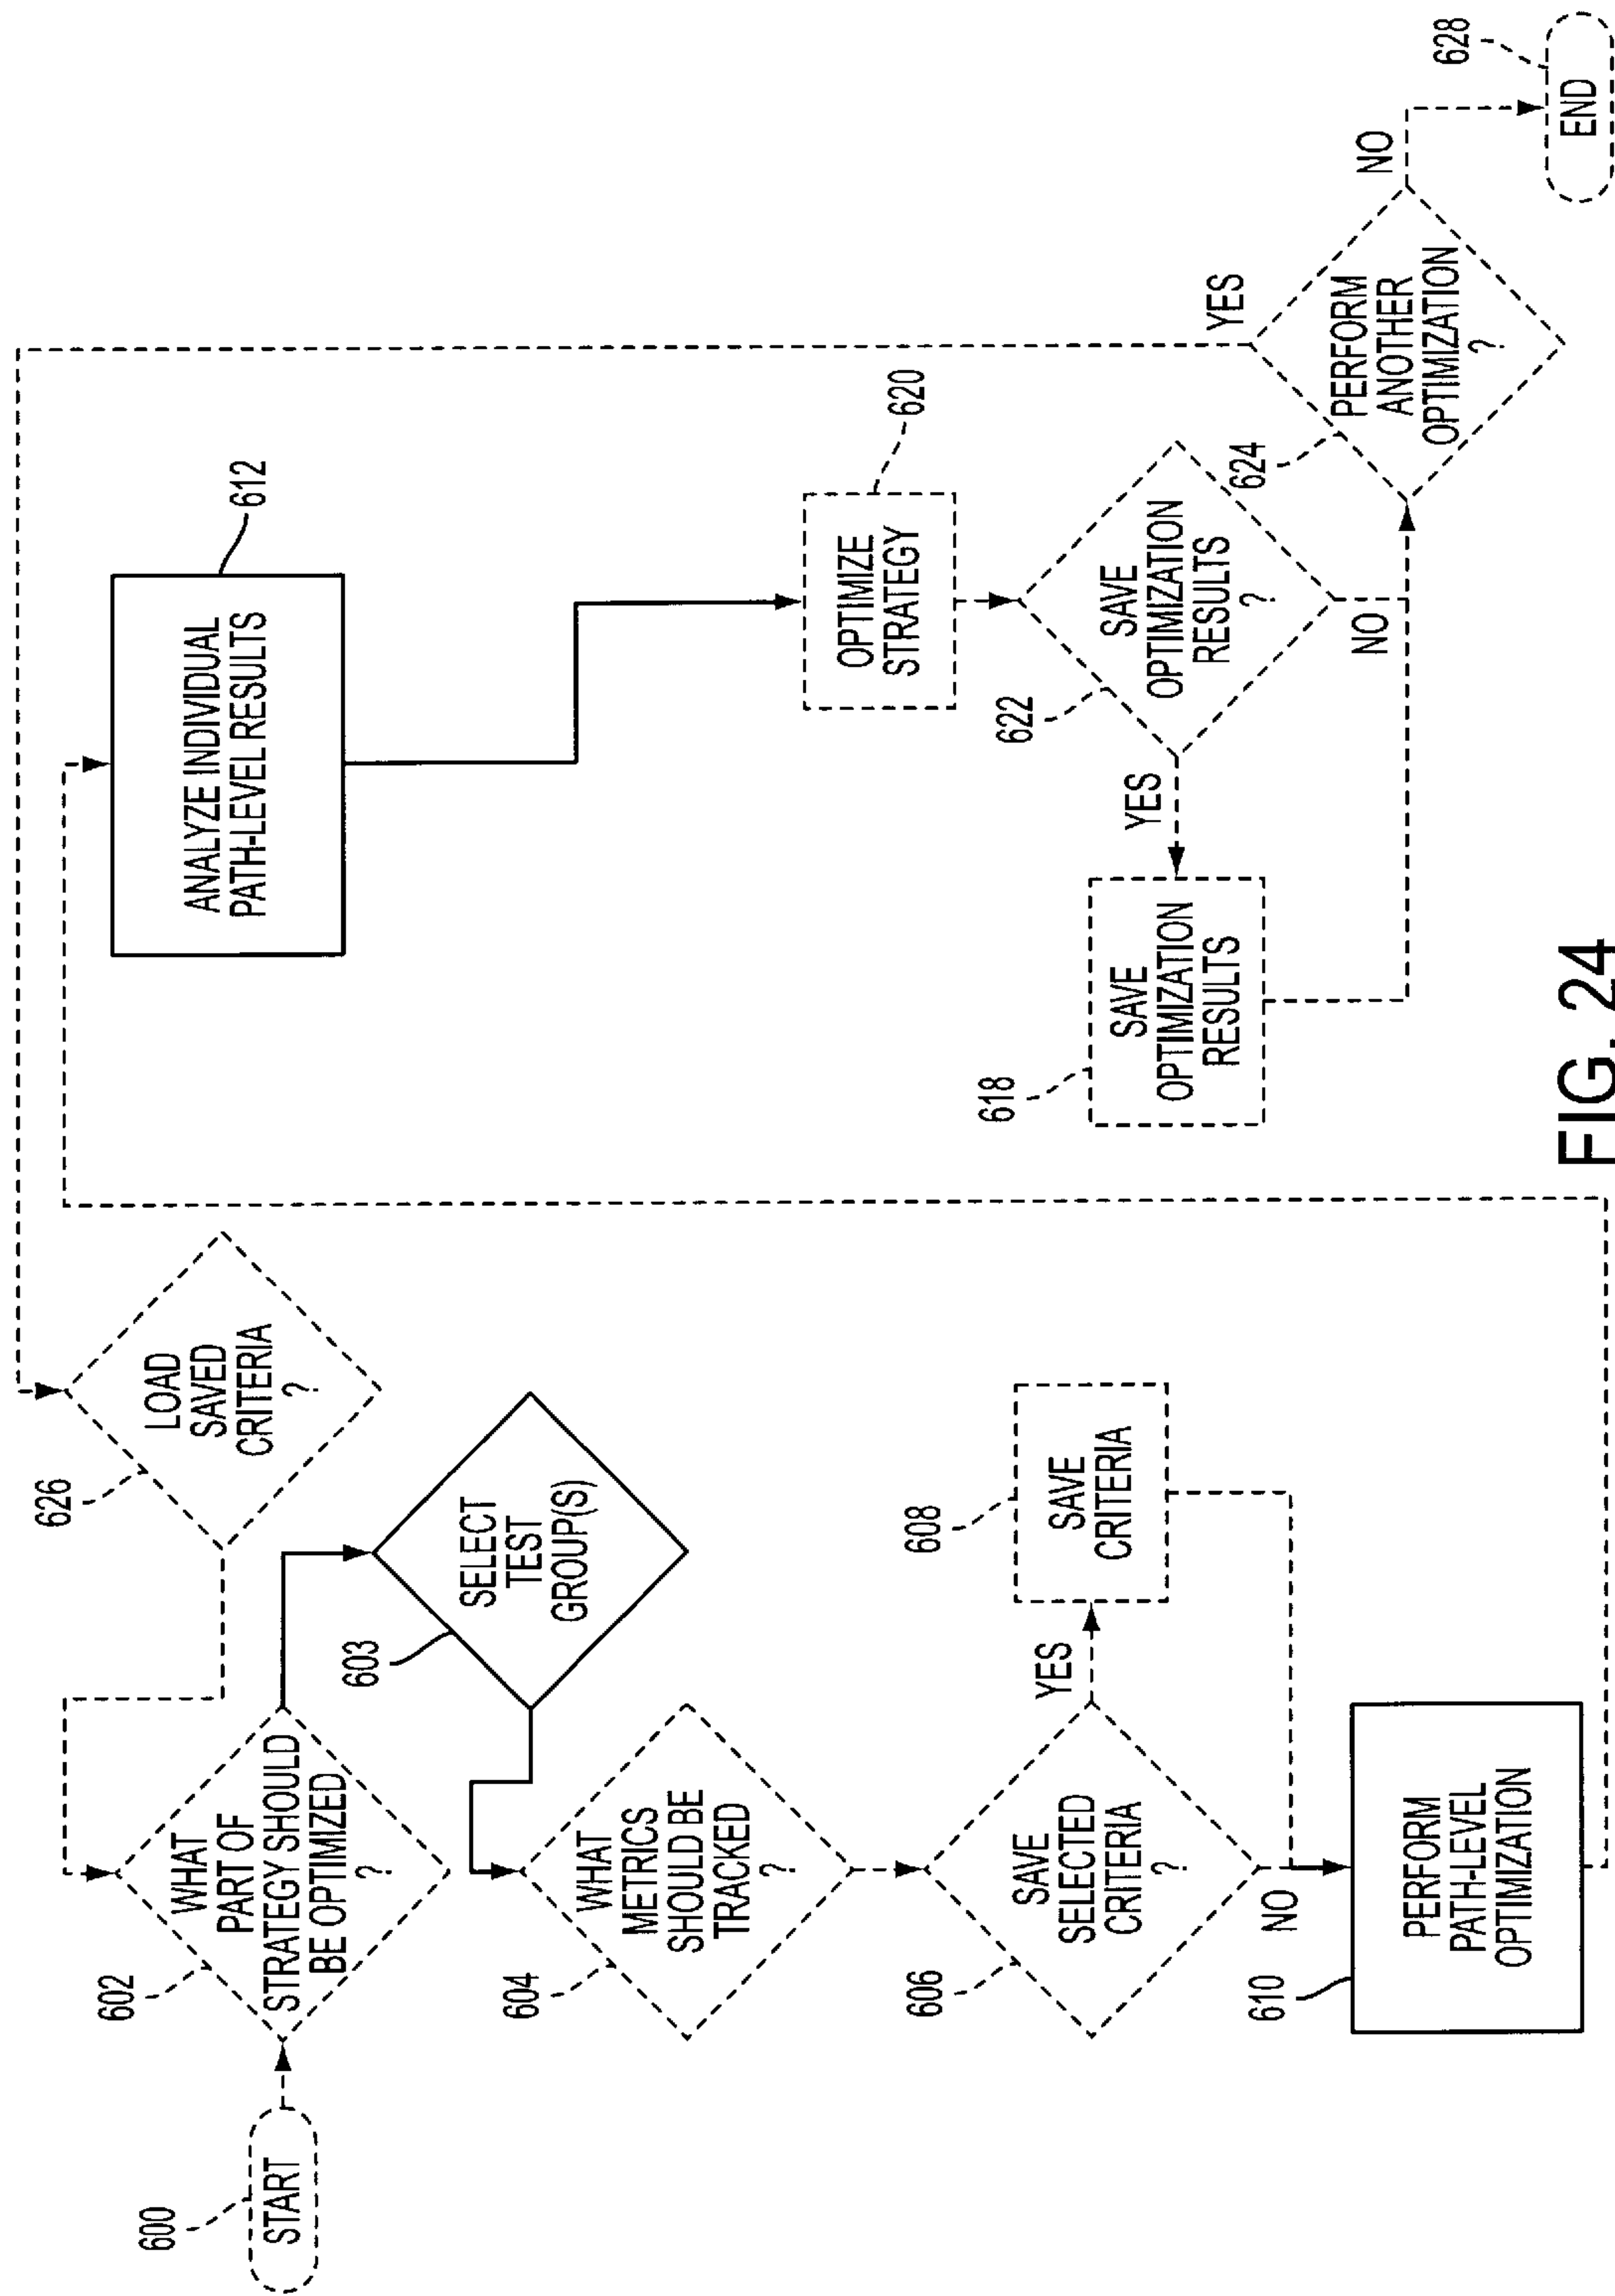 600
START
602
WHAT
PART OF
STRATEGY SHOULD
BE OPTIMIZED
?
626
LOAD
SAVED
CRITERIA
?
603
SELECT
TEST
GROUP(S)
604
WHAT
METRICS
SHOULD BE
TRACKED
?
606
SAVE
SELECTED
CRITERIA
?
YES
NO
608
SAVE
CRITERIA
610
PERFORM
PATH-LEVEL
OPTIMIZATION
612
ANALYZE INDIVIDUAL
PATH-LEVEL RESULTS
620
OPTIMIZE
STRATEGY
622
SAVE
OPTIMIZATION
RESULTS
?
YES
NO
618
SAVE
OPTIMIZATION
RESULTS
624
PERFORM
ANOTHER
OPTIMIZATION
?
YES
NO
628
END
FIG. 24